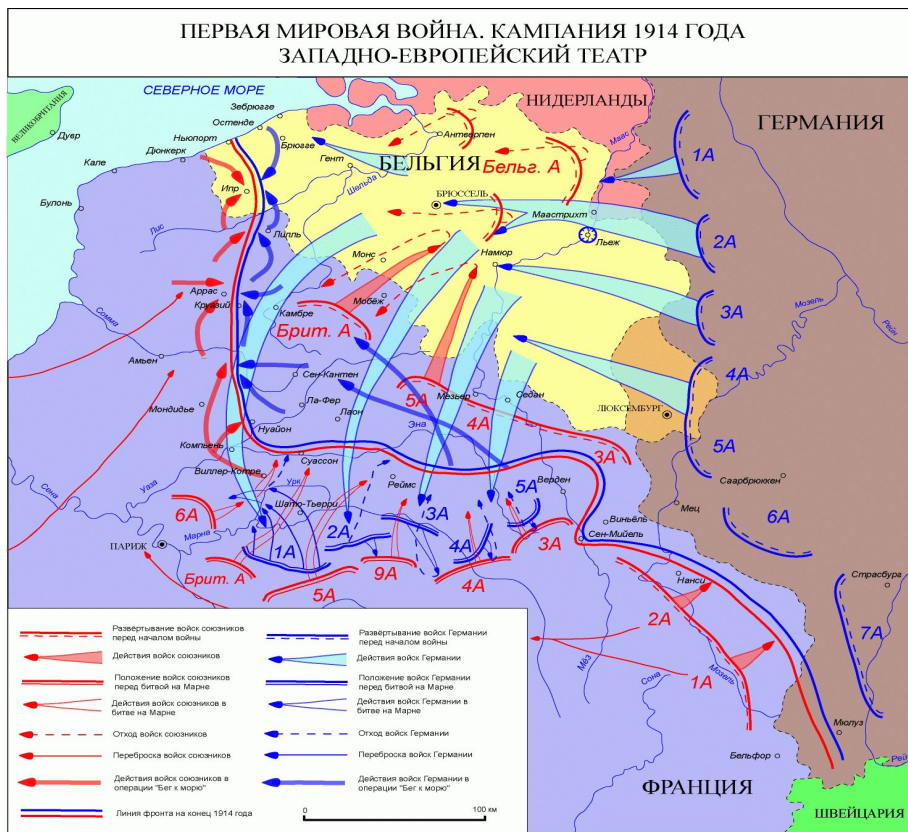 ПЕРВАЯ МИРОВАЯ ВОЙНА. КАМПАНИЯ 1914 ГОДА
ЗАПАДНО-ЕВРОПЕЙСКИЙ ТЕАТР
СЕВЕРНОЕ МОРЕ
НИДЕРЛАНДЫ
ВЕЛИКОБРИТАНИЯ
ГЕРМАНИЯ
Зебрюгге
Остенде
Дувр
Ньюпорт
Брюгге
Антверпен
Маас
1А
Дюнкерк
Гент
БЕЛЬГИЯ
Бельг. А
Кале
Шельда
Ипр
БРЮССЕЛЬ
Булонь
Маастрихт
Лис
Лилль
Льеж
2А
Монс
Намюр
Аррас
Мобёж
Мозель
Рейн
Круазий
Камбре
3А
Сомма
Брит. А
Амьен
Сен-Кантен
4А
Мондидье
Ла-Фер
Лаон
5А
Мезьер
Седан
ЛЮКСЕМБУРГ
4А
Нуайон
Эна
5А
Компьень
Суассон
3А
Виллер-Котре
Урк
Реймс
Верден
Саарбрюккен
Сена
Уаза
6А
Шато-Тьерри
3А
5А
Мец
6А
Марна
2А
Виньёль
ПАРИЖ
1А
4А
3А
Сен-Мийель
Брит. А
5А
9А
4А
Нанси
Страсбург
2А
7А
Мёз
Сона
1А
Мозель
Мюлуз
Бельфор
Рейн
ФРАНЦИЯ
ШВЕЙЦАРИЯ
Развёртывание войск союзников
перед началом войны
Действия войск союзников
Положение войск союзников
перед битвой на Марне
Действия войск союзников в
битве на Марне
Отход войск союзников
Переброска войск союзников
Действия войск союзников в
операции "Бег к морю"
Линия фронта на конец 1914 года
Развёртывание войск Германии
перед началом войны
Действия войск Германии
Положение войск Германии
перед битвой на Марне
Действия войск Германии в
битве на Марне
Отход войск Германии
Переброска войск Германии
Действия войск Германии в
операции "Бег к морю"
0
100 км